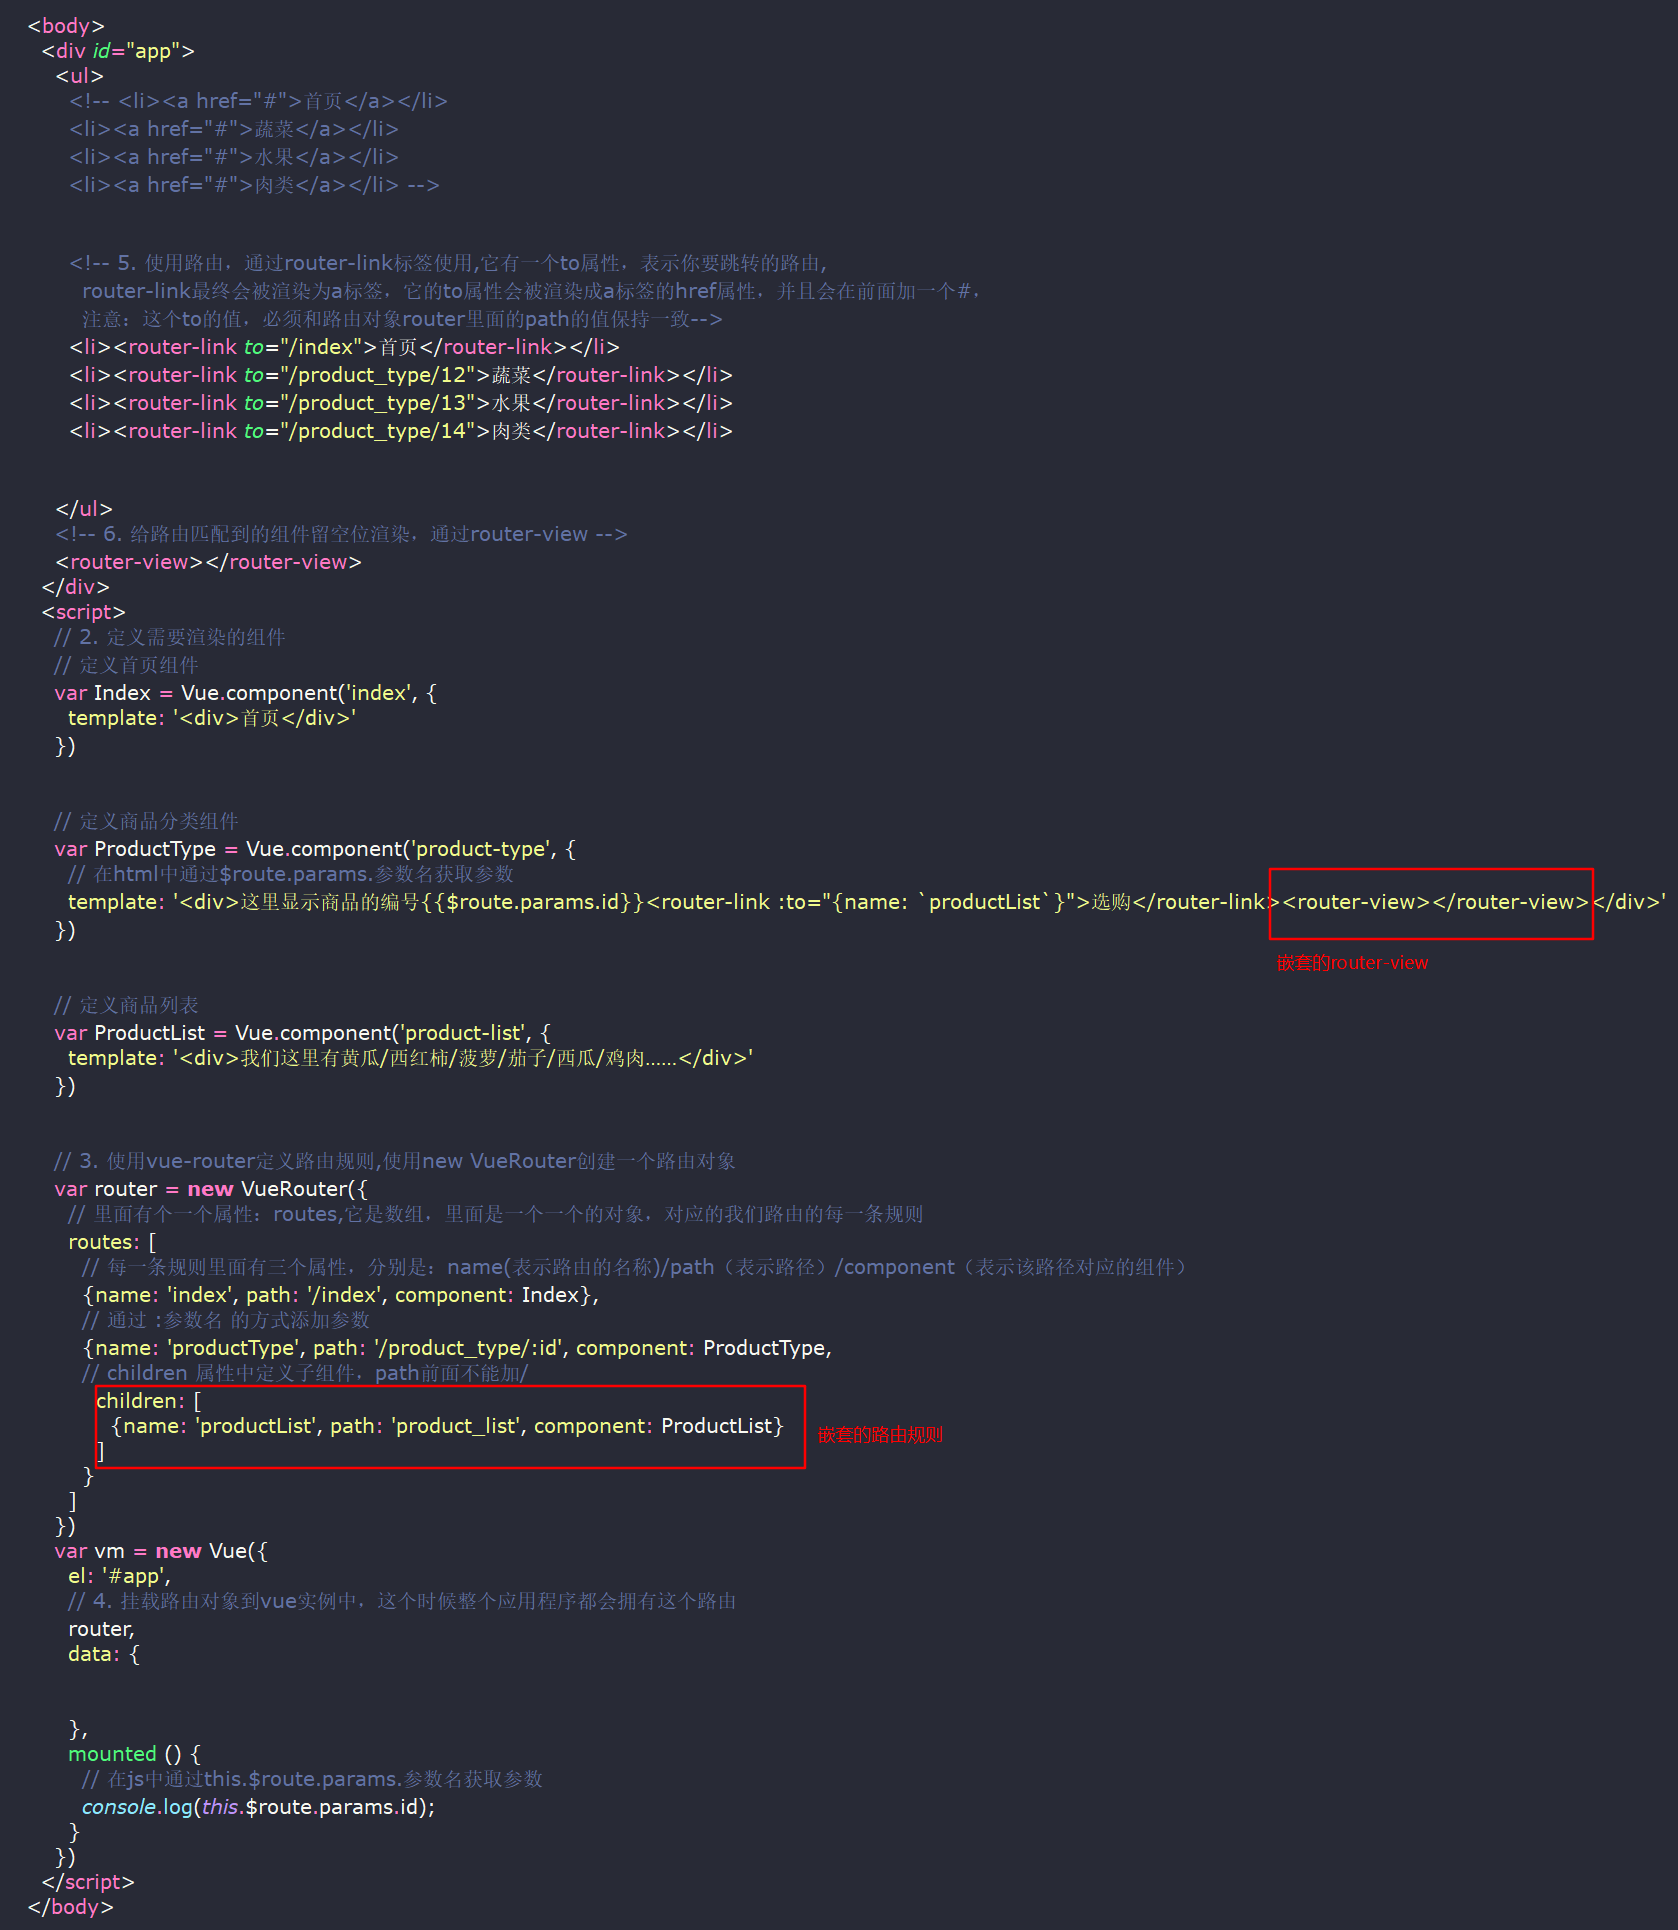 <body>
<div id="app">
<ul>
<!-- <li><a href="#">首页</a></li>
<li><a href="#">蔬菜</a></li>
<li><a href="#">水果</a></li>
<li><a href="#">肉类</a></li> -->
<!-- 5. 使用路由，通过router-link标签使用,它有一个to属性，表示你要跳转的路由,
router-link最终会被渲染为a标签，它的to属性会被渲染成a标签的href属性，并且会在前面加一个#，
注意：这个to的值，必须和路由对象router里面的path的值保持一致-->
<li><router-link to="/index">首页</router-link></li>
<li><router-link to="/product_type/12">蔬菜</router-link></li>
<li><router-link to="/product_type/13">水果</router-link></li>
<li><router-link to="/product_type/14">肉类</router-link></li>
</ul>
<!-- 6. 给路由匹配到的组件留空位渲染，通过router-view -->
<router-view></router-view>
</div>
<script>
// 2. 定义需要渲染的组件
// 定义首页组件
var Index = Vue.component('index', {
template: '<div>首页</div>'
})
// 定义商品分类组件
var ProductType = Vue.component('product-type', {
// 在html中通过$route.params.参数名获取参数
template: '<div>这里显示商品的编号{{$route.params.id}}<router-link :to="{name: `productList`}">选购</router-link><router-view></router-view></div>'
})
嵌套的router-view
// 定义商品列表
var ProductList = Vue.component('product-list', {
template: '<div>我们这里有黄瓜/西红柿/菠萝/茄子/西瓜/鸡肉......</div>'
})
// 3. 使用vue-router定义路由规则,使用new VueRouter创建一个路由对象
var router = new VueRouter({
// 里面有个一个属性：routes,它是数组，里面是一个一个的对象，对应的我们路由的每一条规则
routes: [
// 每一条规则里面有三个属性，分别是：name(表示路由的名称)/path（表示路径）/component（表示该路径对应的组件）
{name: 'index', path: '/index', component: Index},
// 通过 :参数名 的方式添加参数
{name: 'productType', path: '/product_type/:id', component: ProductType,
// children 属性中定义子组件，path前面不能加/
children: [
{name: 'productList', path: 'product_list', component: ProductList}
嵌套的路由规则
]
}
]
})
var vm = new Vue({
el: '#app',
// 4. 挂载路由对象到vue实例中，这个时候整个应用程序都会拥有这个路由
router,
data: {
},
mounted () {
// 在js中通过this.$route.params.参数名获取参数
console.log(this.$route.params.id);
}
})
</script>
</body>